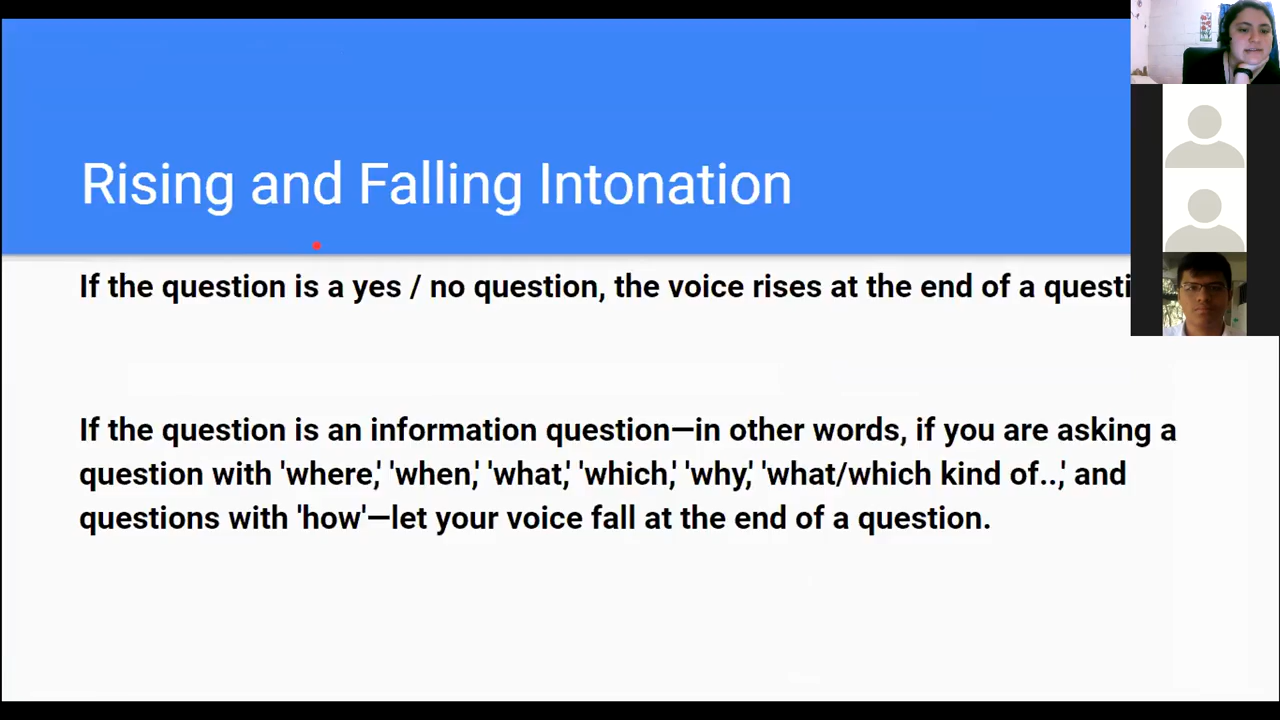 Rising and Falling Intonation
If the question is a yes / no question, the voice rises at the end of a questi
If the question is an information question—in other words, if you are asking a
question with 'where,' 'when,' 'what,' 'which,' 'why,' 'what/which kind of..,' and
questions with 'how'—let your voice fall at the end of a question.